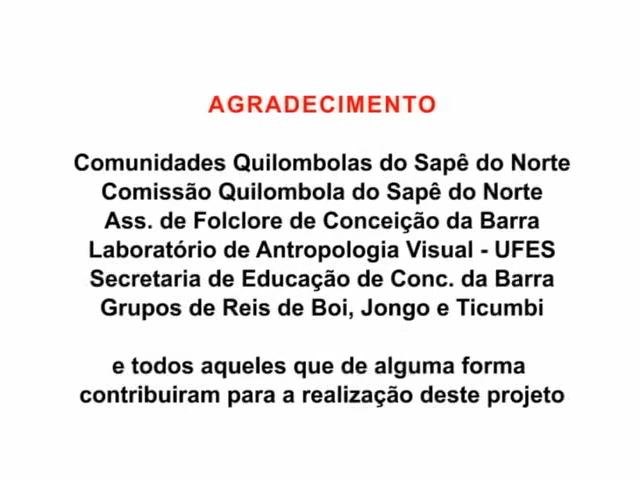 AGRADECIMENTO
Comunidades Quilombolas do Sapê do Norte
Comissão Quilombola do Sapê do Norte
Ass. de Folclore de Conceição da Barra
Laboratório de Antropologia Visual - UFES
Secretaria de Educação de Conc. da Barra
Grupos de Reis de Boi, Jongo e Ticumbi
e todos aqueles que de alguma forma
contribuiram para a realização deste projeto